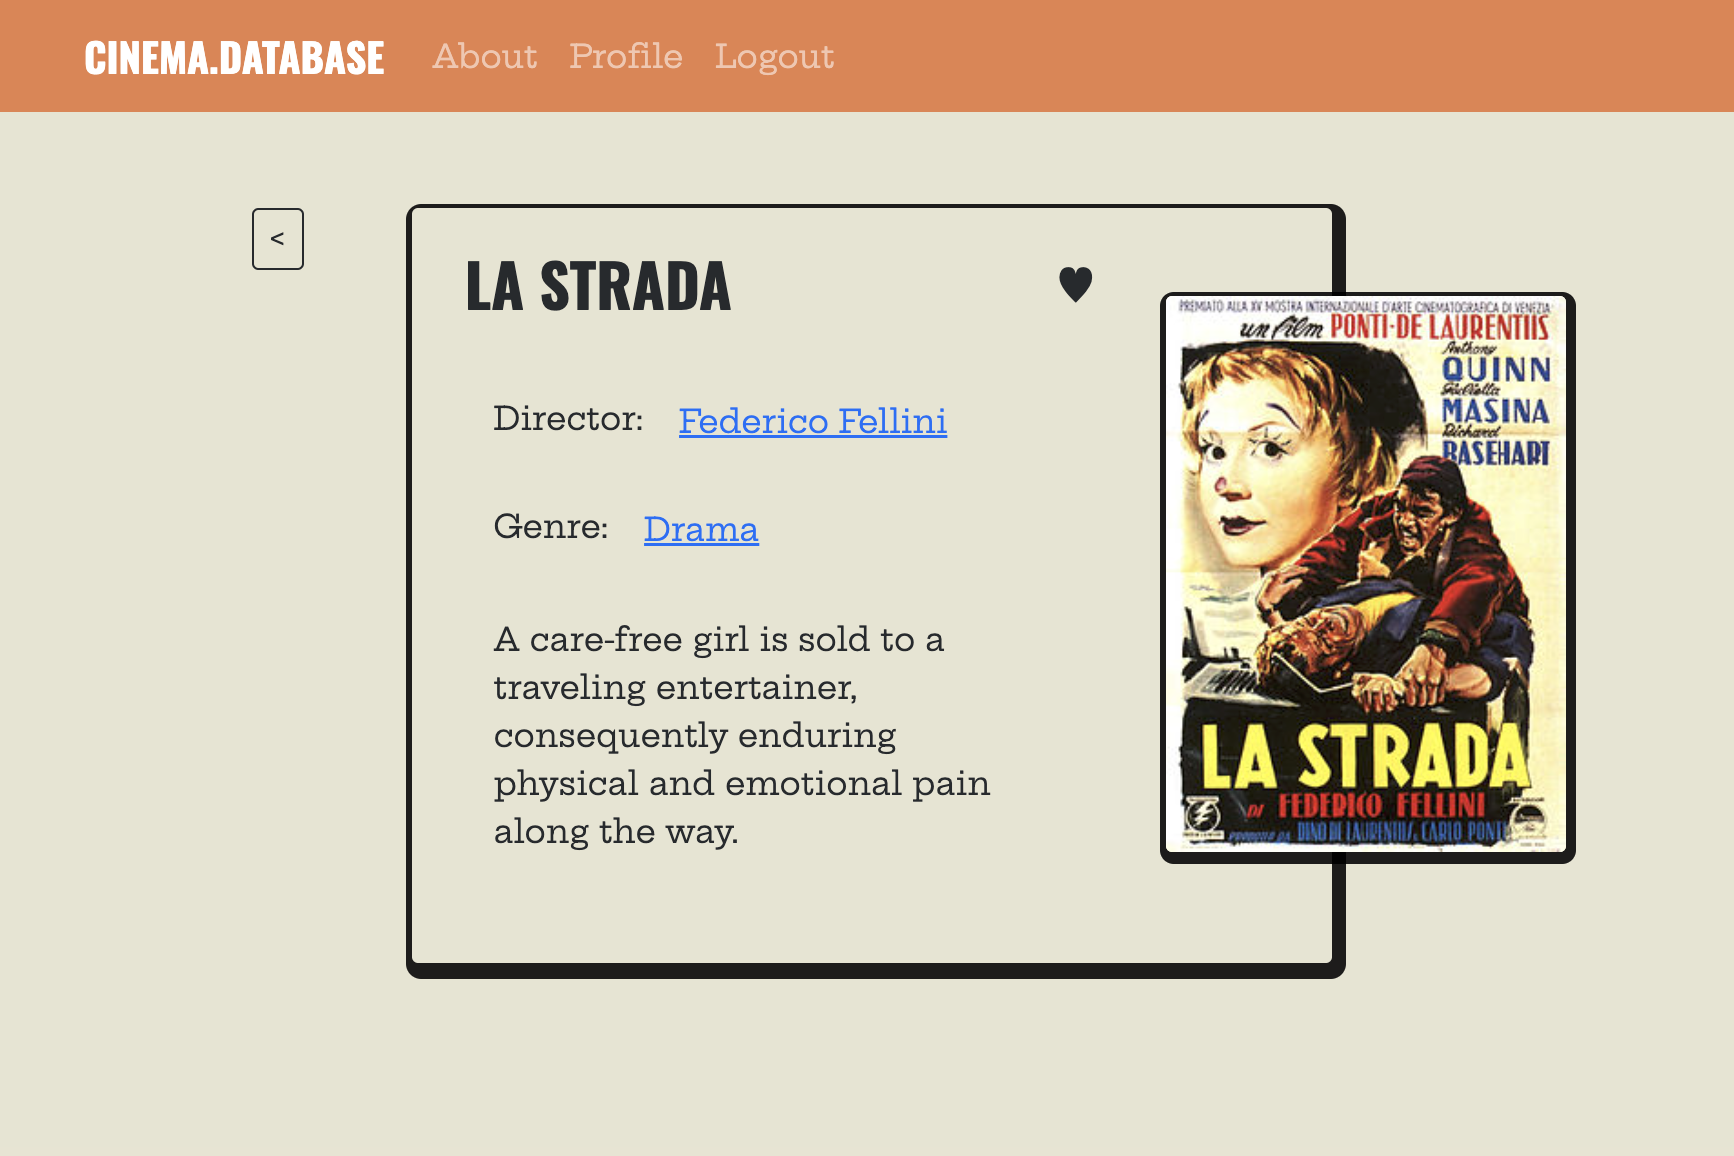 CINEMA.DATABASE About Profile Logout
<
LA STRADA
Director: Federico Fellini
Genre: Drama
A care-free girl is sold to a
traveling entertainer,
consequently enduring
physical and emotional pain
along the way.
PREMIATO ALLA XV MOSTRA INTERNAZIONALE D'ARTE CINEMATOGRAFICA DI VENEZIA
un film PONTI-DE LAURENTIIS
Anthony
QUINN
Giulietta
MASINA
Richard
BASEHART
LA STRADA
DI FEDERICO FELLINI
PRODUTTO DA DINO DE LAURENTIIS, CARLO PONTI